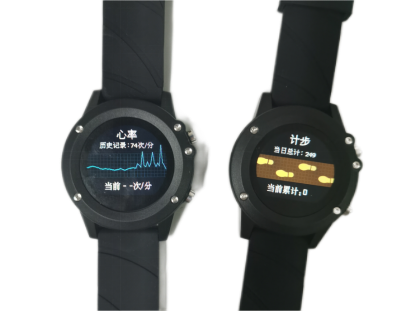 心率
历史记录:74次/分
当前--次/分
计步
当日总计:249
当前累计:0